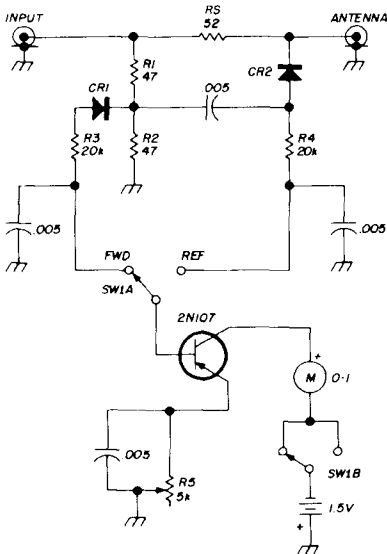 INPUT
RS
52
ANTENNA
R1
47
CR1
.005
CR2
R3
20k
R2
47
R4
20k
.005
.005
FWD
REF
SW1A
2N107
+
M
0-1
.005
R5
5k
SW1B
1.5V
+